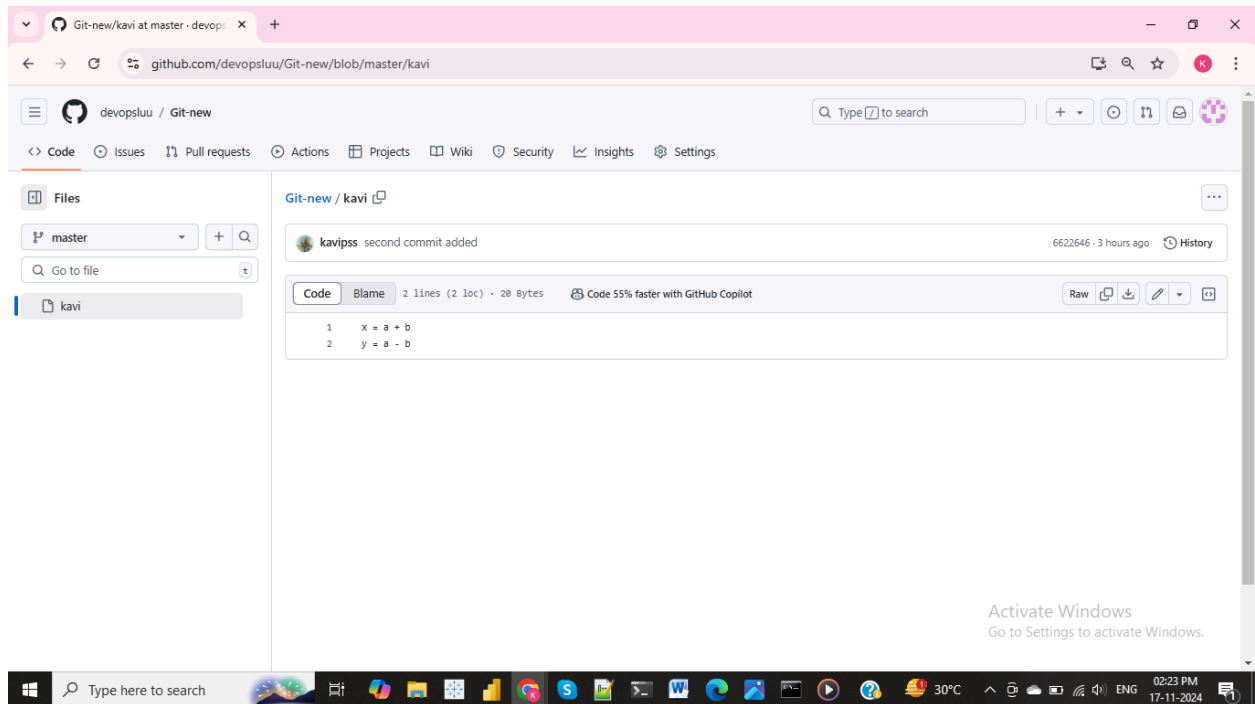 Git-new/kavi at master · devops
github.com/devopsluu/Git-new/blob/master/kavi
K
devopsluu / Git-new
Type / to search
Code Issues Pull requests Actions Projects Wiki Security Insights Settings
Files
Git-new / kavi
master
kavipss second commit added
6622646 · 3 hours ago History
Go to file
t
kavi
Code Blame 2 lines (2 loc) · 20 Bytes Code 55% faster with GitHub Copilot Raw
1 x = a + b
2 y = a - b
Activate Windows
Go to Settings to activate Windows.
Type here to search
30°C
ENG
02:23 PM
17-11-2024